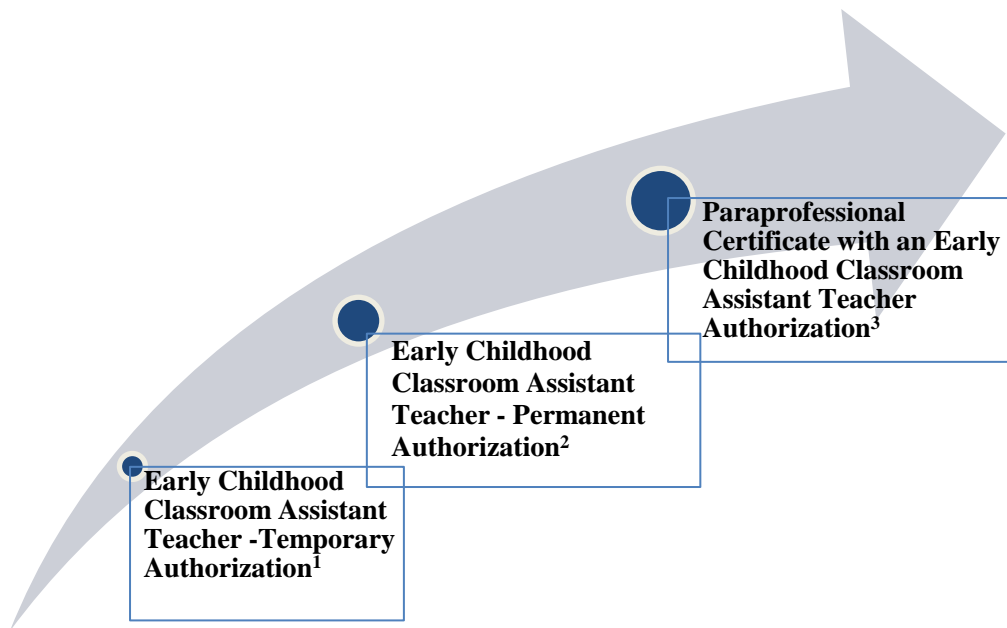 Paraprofessional
Certificate with an Early
Childhood Classroom
Assistant Teacher
Authorization³
Early Childhood
Classroom Assistant
Teacher - Permanent
Authorization²
Early Childhood
Classroom Assistant
Teacher -Temporary
Authorization¹